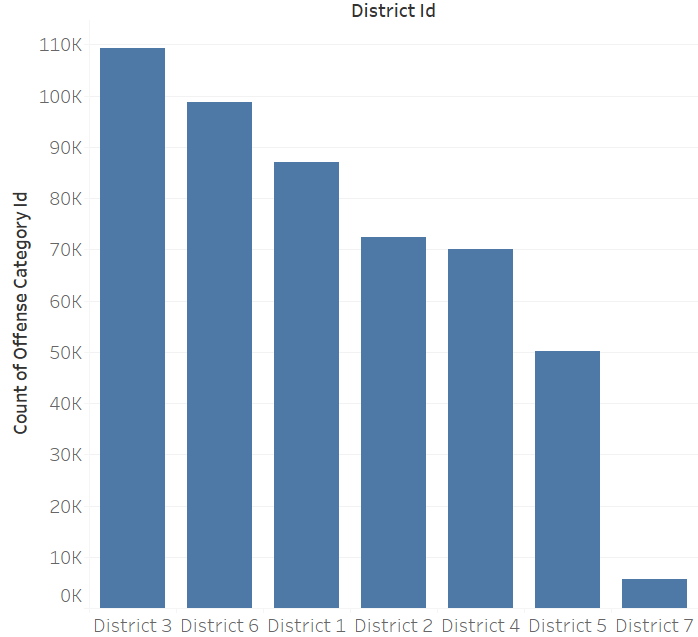 District Id
Count of Offense Category Id
110K
100K
90K
80K
70K
60K
50K
40K
30K
20K
10K
0K
District 3 District 6 District 1 District 2 District 4 District 5 District 7